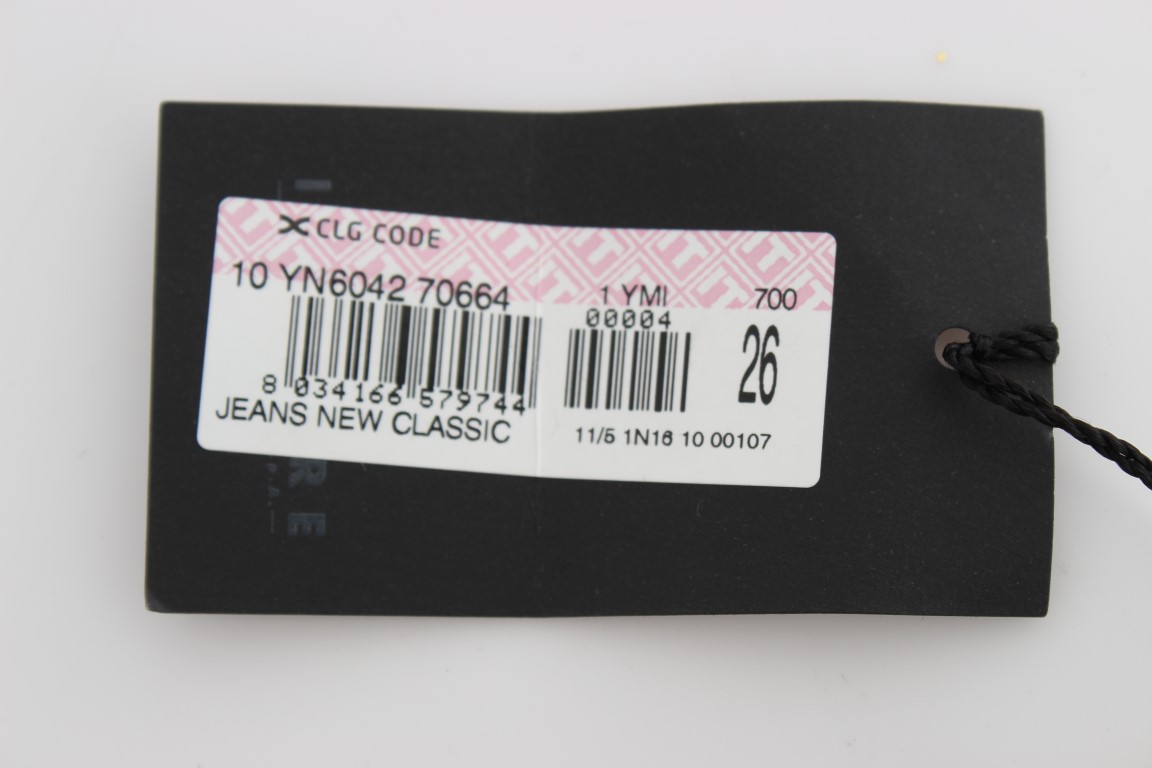 CLG CODE
10 YN6042 70664
1 YMI
700
00004
26
8 034166 579744
JEANS NEW CLASSIC
11/5 1N16 10 00107